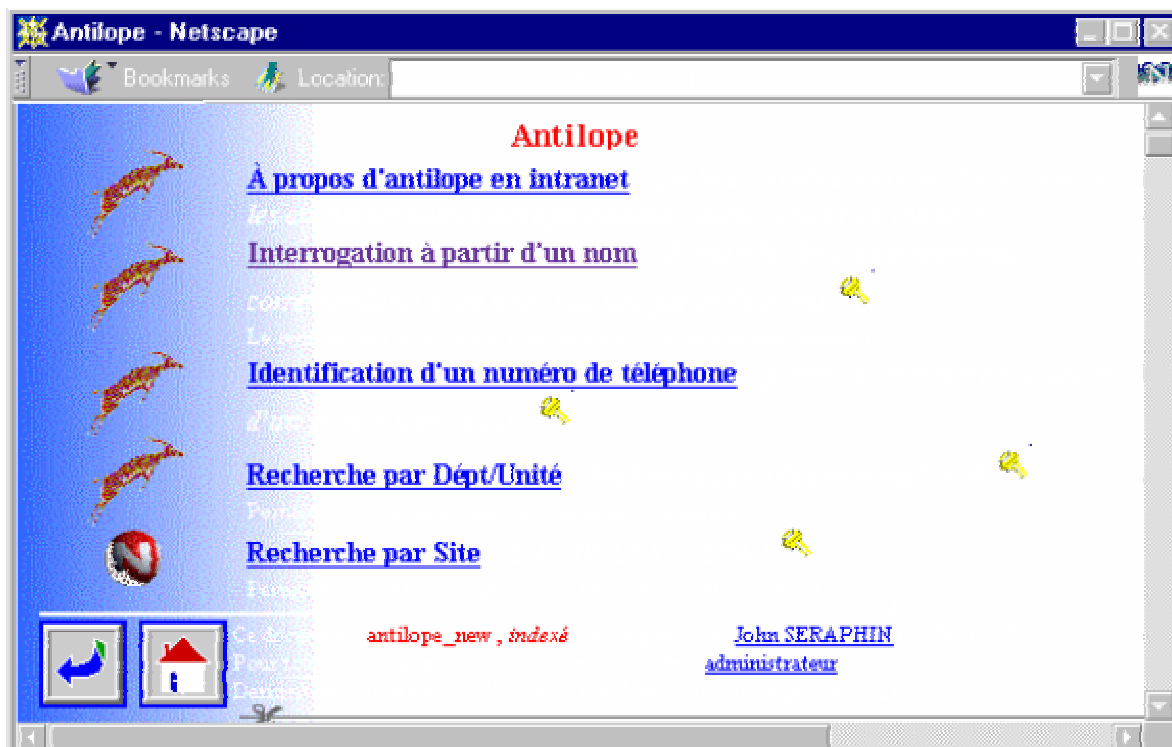 Antilope - Netscape
Bookmarks Location:
Antilope
À propos d'antilope en intranet
Interrogation à partir d'un nom
Identification d'un numéro de téléphone
Recherche par Dépt/Unité
Recherche par Site
antilope_new , indexé John SERAPHIN
administrateur